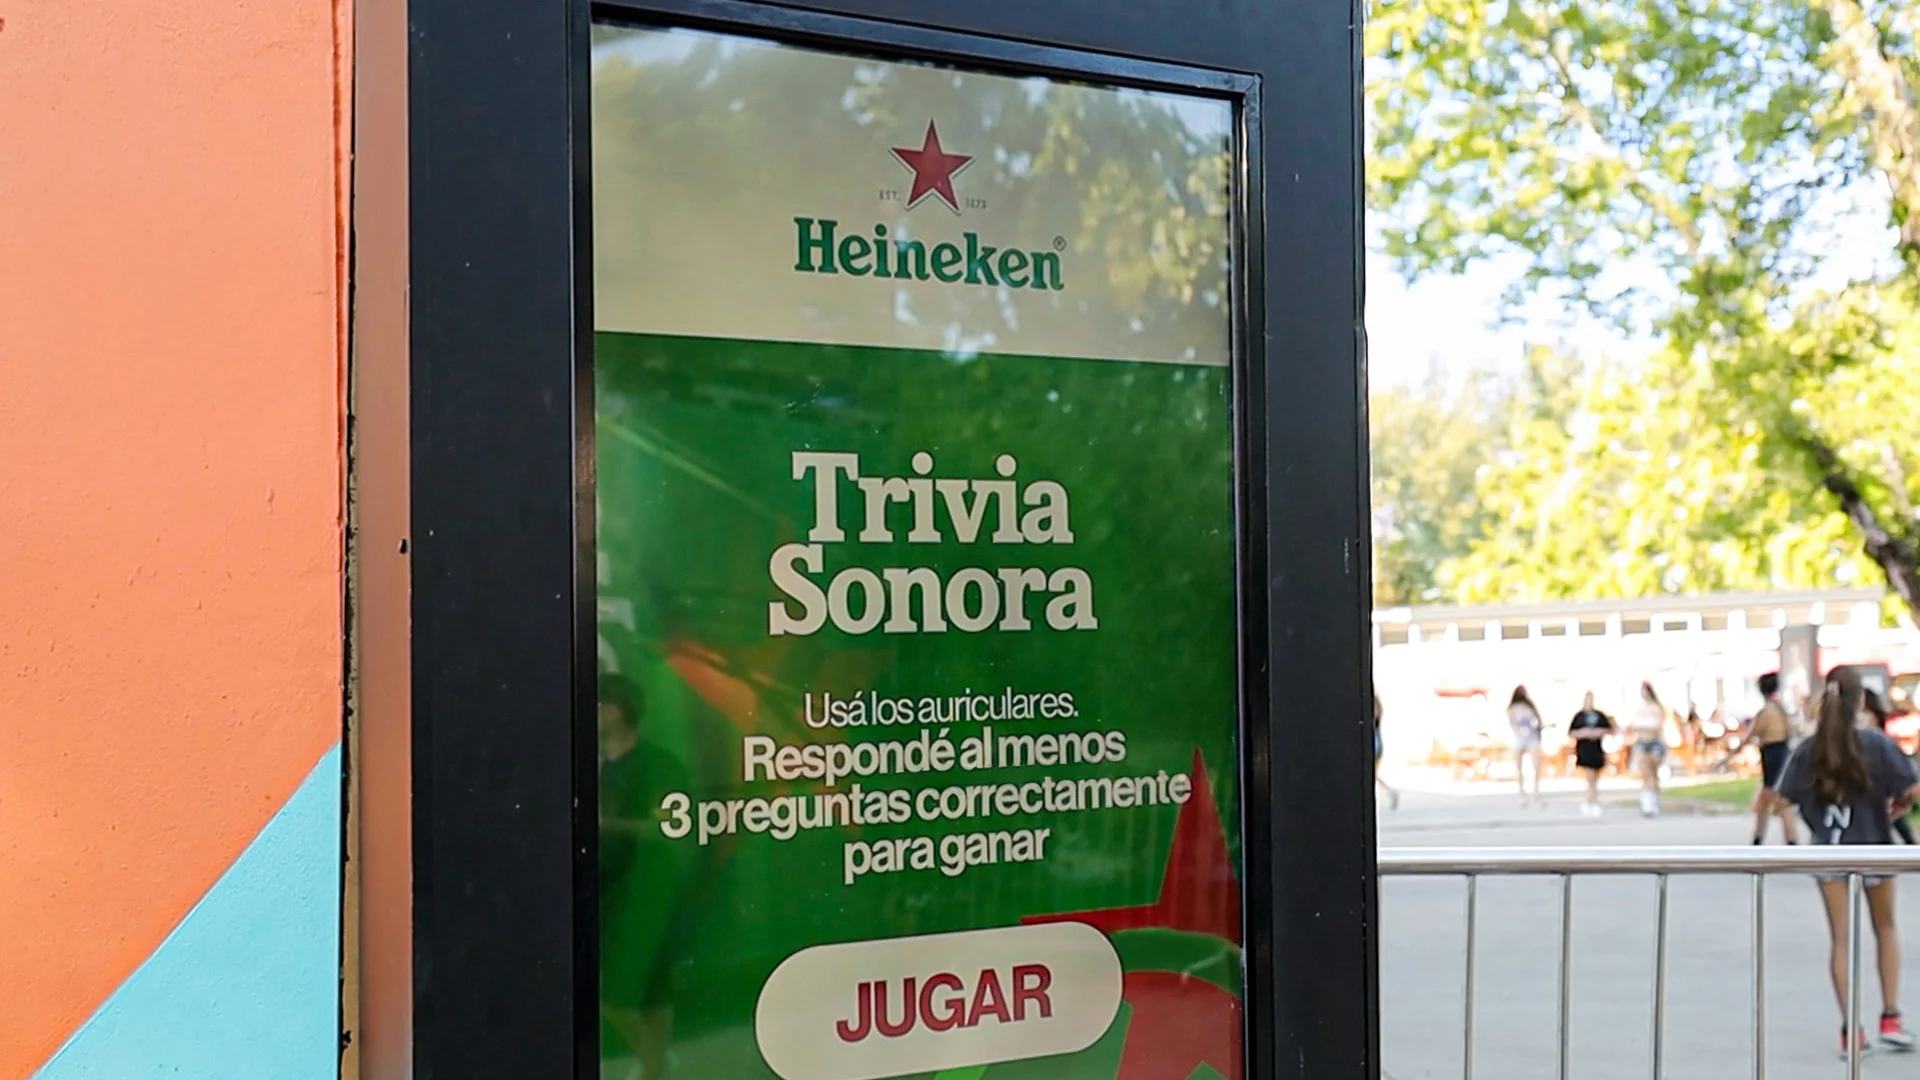 EST. 1873
Heineken®
Trivia
Sonora
Usá los auriculares.
Respondé al menos
3 preguntas correctamente
para ganar
JUGAR
N